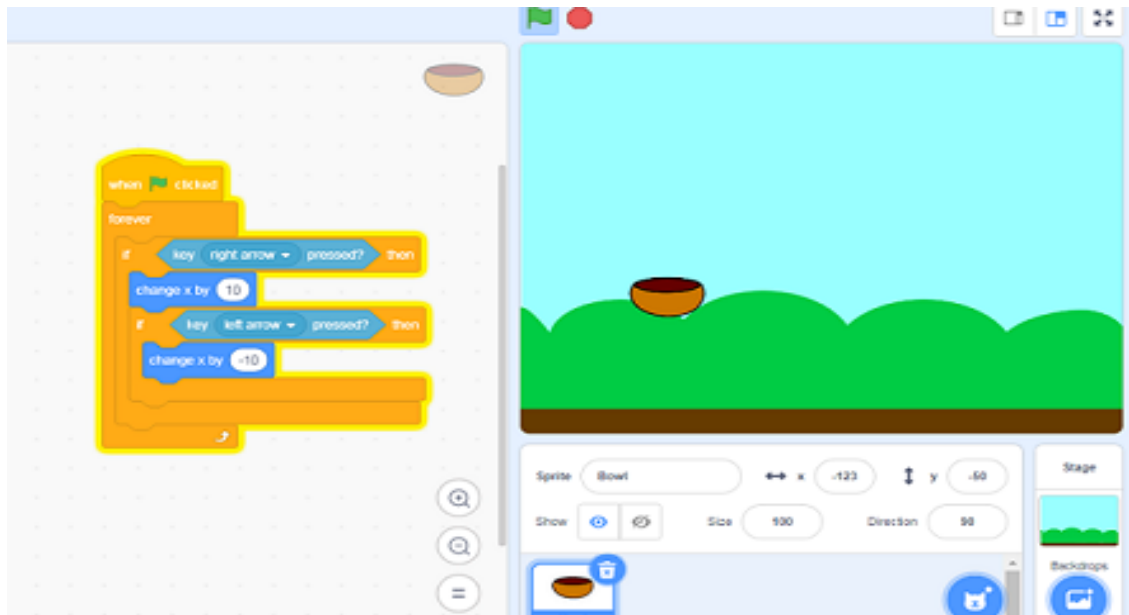 when clicked
forever
if key right arrow pressed? then
change x by 10
if key left arrow pressed? then
change x by -10
Sprite Bowl x -123 y -50
Show Size 100 Direction 90
Stage
Backdrops